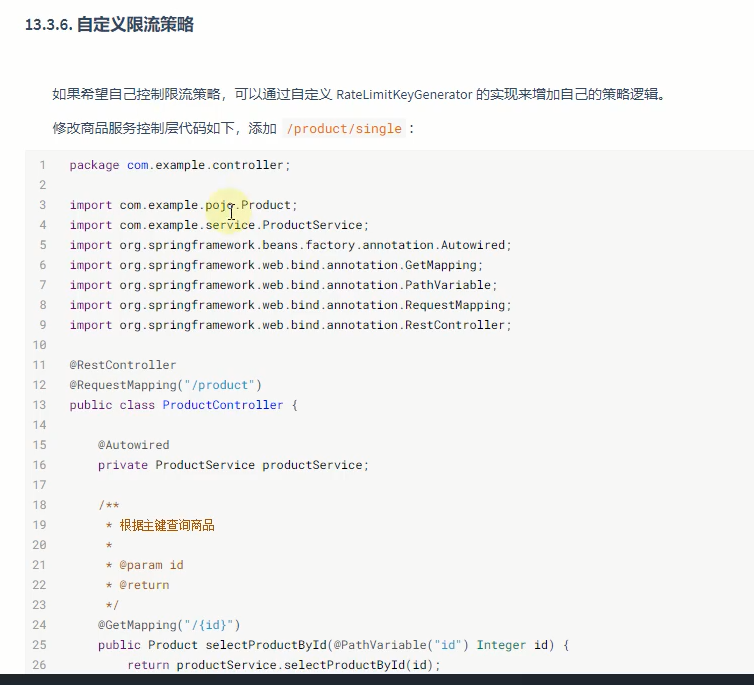 13.3.6. 自定义限流策略
如果希望自己控制限流策略，可以通过自定义 RateLimitKeyGenerator 的实现来增加自己的策略逻辑。
修改商品服务控制层代码如下，添加 /product/single ：
1 package com.example.controller;
2
3 import com.example.pojo.Product;
4 import com.example.service.ProductService;
5 import org.springframework.beans.factory.annotation.Autowired;
6 import org.springframework.web.bind.annotation.GetMapping;
7 import org.springframework.web.bind.annotation.PathVariable;
8 import org.springframework.web.bind.annotation.RequestMapping;
9 import org.springframework.web.bind.annotation.RestController;
10
11 @RestController
12 @RequestMapping("/product")
13 public class ProductController {
14
15 @Autowired
16 private ProductService productService;
17
18 /**
19 * 根据主键查询商品
20 *
21 * @param id
22 * @return
23 */
24 @GetMapping("/{id}")
25 public Product selectProductById(@PathVariable("id") Integer id) {
26 return productService.selectProductById(id);